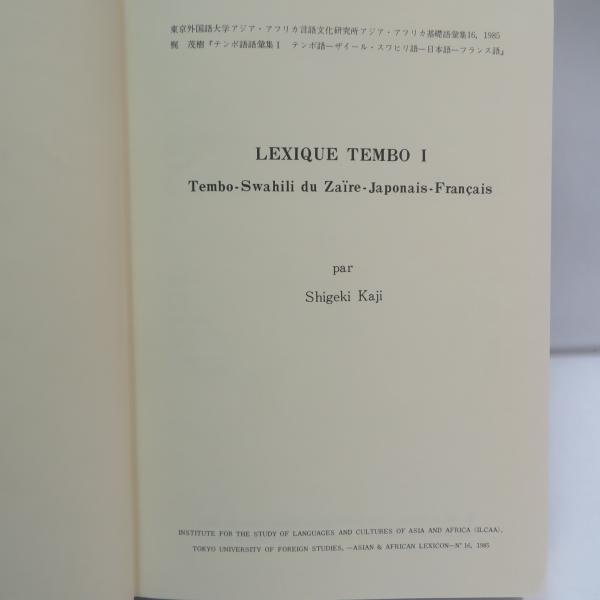 東京外国語大学アジア・アフリカ言語文化研究所アジア・アフリカ基礎語彙集16, 1985
梶　茂樹『テンボ語語彙集 I　テンボ語ーザイール・スワヒリ語ー日本語ーフランス語』
LEXIQUE TEMBO I
Tembo-Swahili du Zaïre-Japonais-Français
par
Shigeki Kaji
INSTITUTE FOR THE STUDY OF LANGUAGES AND CULTURES OF ASIA AND AFRICA (ILCAA),
TOKYO UNIVERSITY OF FOREIGN STUDIES, —ASIAN & AFRICAN LEXICON—N° 16, 1985